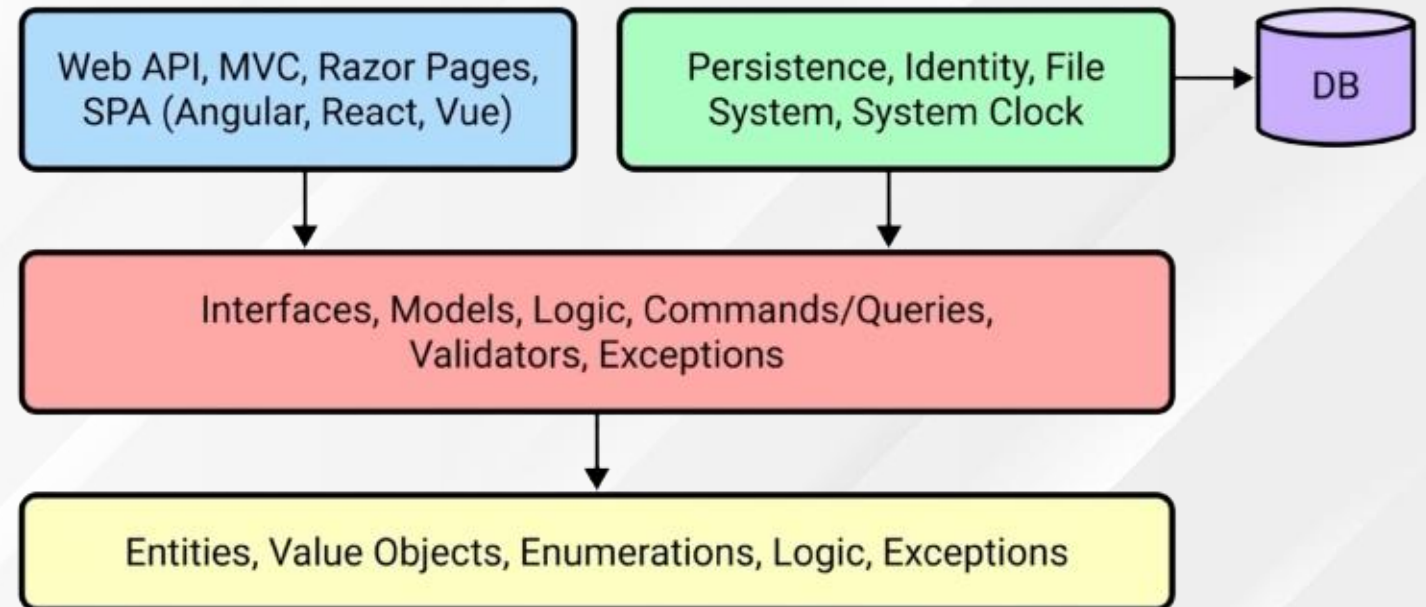 Web API, MVC, Razor Pages,
SPA (Angular, React, Vue)
Persistence, Identity, File
System, System Clock
DB
Interfaces, Models, Logic, Commands/Queries,
Validators, Exceptions
Entities, Value Objects, Enumerations, Logic, Exceptions